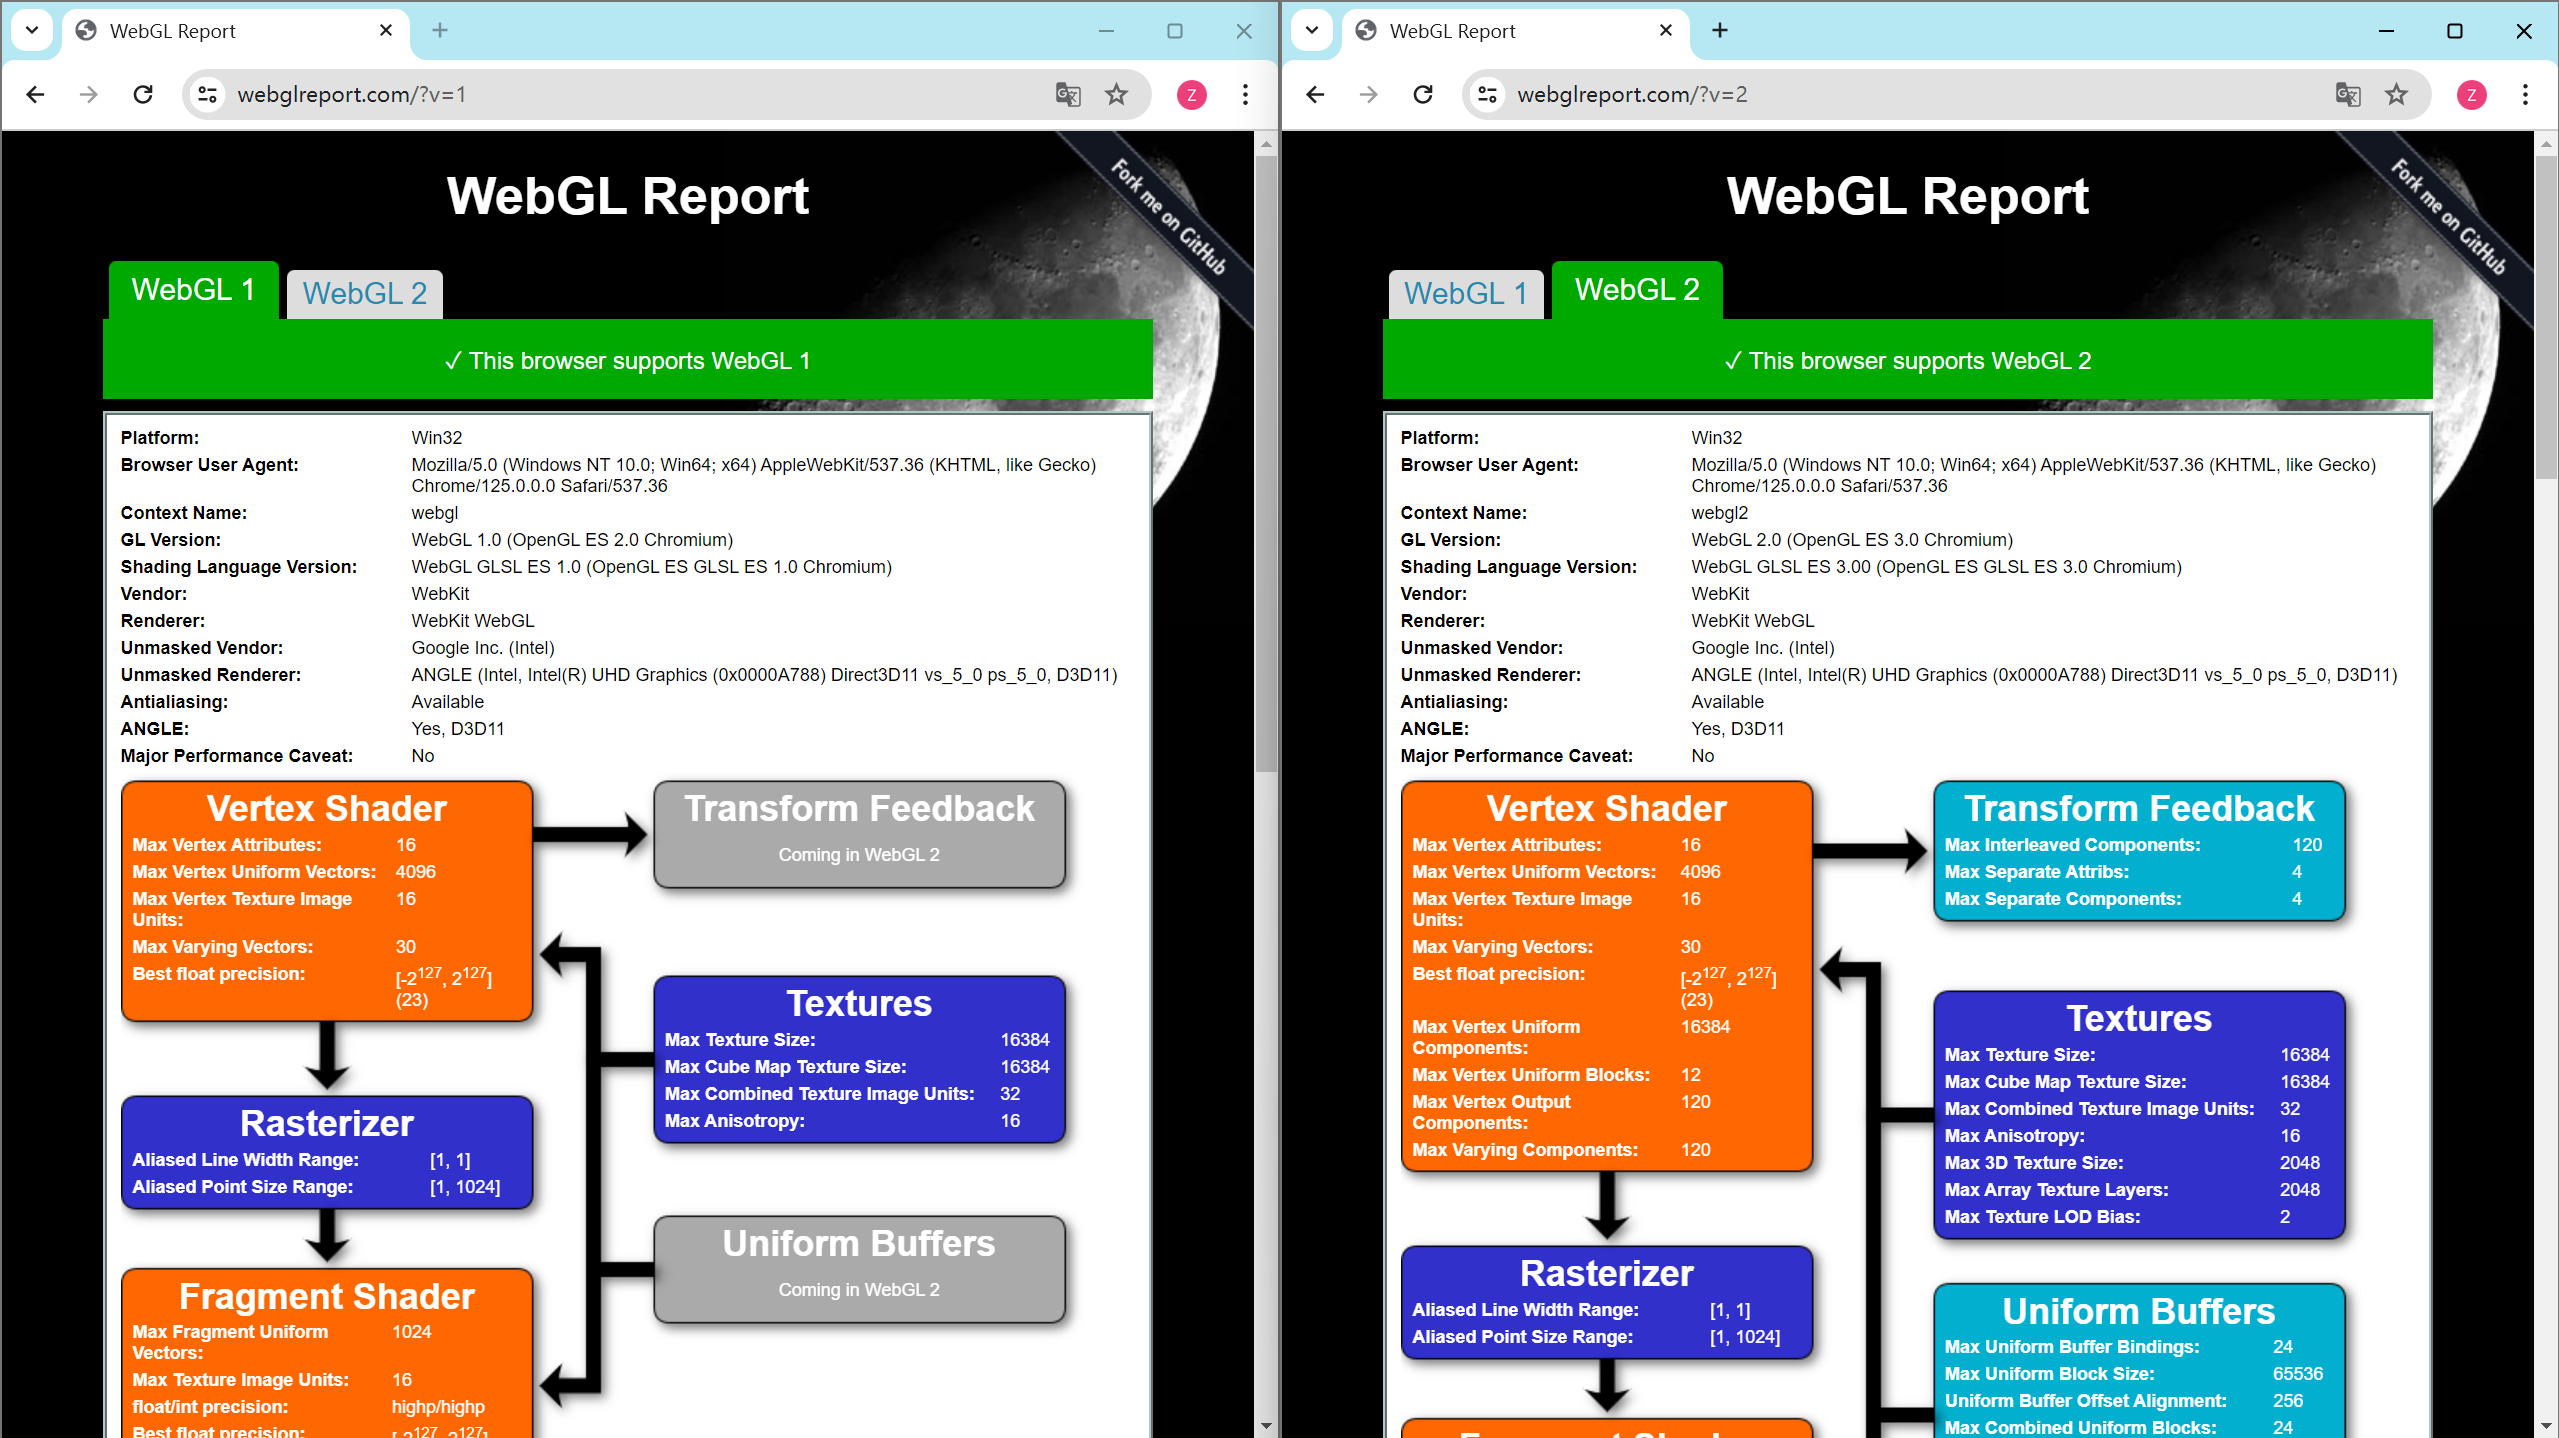 WebGL Report
webglreport.com/?v=1
Z
Fork me on GitHub
WebGL Report
WebGL 1
WebGL 2
✓ This browser supports WebGL 1
Platform: Win32
Browser User Agent: Mozilla/5.0 (Windows NT 10.0; Win64; x64) AppleWebKit/537.36 (KHTML, like Gecko)
Chrome/125.0.0.0 Safari/537.36
Context Name: webgl
GL Version: WebGL 1.0 (OpenGL ES 2.0 Chromium)
Shading Language Version: WebGL GLSL ES 1.0 (OpenGL ES GLSL ES 1.0 Chromium)
Vendor: WebKit
Renderer: WebKit WebGL
Unmasked Vendor: Google Inc. (Intel)
Unmasked Renderer: ANGLE (Intel, Intel(R) UHD Graphics (0x0000A788) Direct3D11 vs_5_0 ps_5_0, D3D11)
Antialiasing: Available
ANGLE: Yes, D3D11
Major Performance Caveat: No
Vertex Shader
Max Vertex Attributes: 16
Max Vertex Uniform Vectors: 4096
Max Vertex Texture Image 16
Units:
Max Varying Vectors: 30
Best float precision: [-2^127, 2^127]
(23)
Transform Feedback
Coming in WebGL 2
Textures
Max Texture Size: 16384
Max Cube Map Texture Size: 16384
Max Combined Texture Image Units: 32
Max Anisotropy: 16
Rasterizer
Aliased Line Width Range: [1, 1]
Aliased Point Size Range: [1, 1024]
Uniform Buffers
Coming in WebGL 2
Fragment Shader
Max Fragment Uniform 1024
Vectors:
Max Texture Image Units: 16
float/int precision: highp/highp
Best float precision: [-2^127, 2^127]
WebGL Report
webglreport.com/?v=2
Z
Fork me on GitHub
WebGL Report
WebGL 1
WebGL 2
✓ This browser supports WebGL 2
Platform: Win32
Browser User Agent: Mozilla/5.0 (Windows NT 10.0; Win64; x64) AppleWebKit/537.36 (KHTML, like Gecko)
Chrome/125.0.0.0 Safari/537.36
Context Name: webgl2
GL Version: WebGL 2.0 (OpenGL ES 3.0 Chromium)
Shading Language Version: WebGL GLSL ES 3.00 (OpenGL ES GLSL ES 3.0 Chromium)
Vendor: WebKit
Renderer: WebKit WebGL
Unmasked Vendor: Google Inc. (Intel)
Unmasked Renderer: ANGLE (Intel, Intel(R) UHD Graphics (0x0000A788) Direct3D11 vs_5_0 ps_5_0, D3D11)
Antialiasing: Available
ANGLE: Yes, D3D11
Major Performance Caveat: No
Vertex Shader
Max Vertex Attributes: 16
Max Vertex Uniform Vectors: 4096
Max Vertex Texture Image 16
Units:
Max Varying Vectors: 30
Best float precision: [-2^127, 2^127]
(23)
Max Vertex Uniform 16384
Components:
Max Vertex Uniform Blocks: 12
Max Vertex Output 120
Components:
Max Varying Components: 120
Transform Feedback
Max Interleaved Components: 120
Max Separate Attribs: 4
Max Separate Components: 4
Textures
Max Texture Size: 16384
Max Cube Map Texture Size: 16384
Max Combined Texture Image Units: 32
Max Anisotropy: 16
Max 3D Texture Size: 2048
Max Array Texture Layers: 2048
Max Texture LOD Bias: 2
Rasterizer
Aliased Line Width Range: [1, 1]
Aliased Point Size Range: [1, 1024]
Uniform Buffers
Max Uniform Buffer Bindings: 24
Max Uniform Block Size: 65536
Uniform Buffer Offset Alignment: 256
Max Combined Uniform Blocks: 24